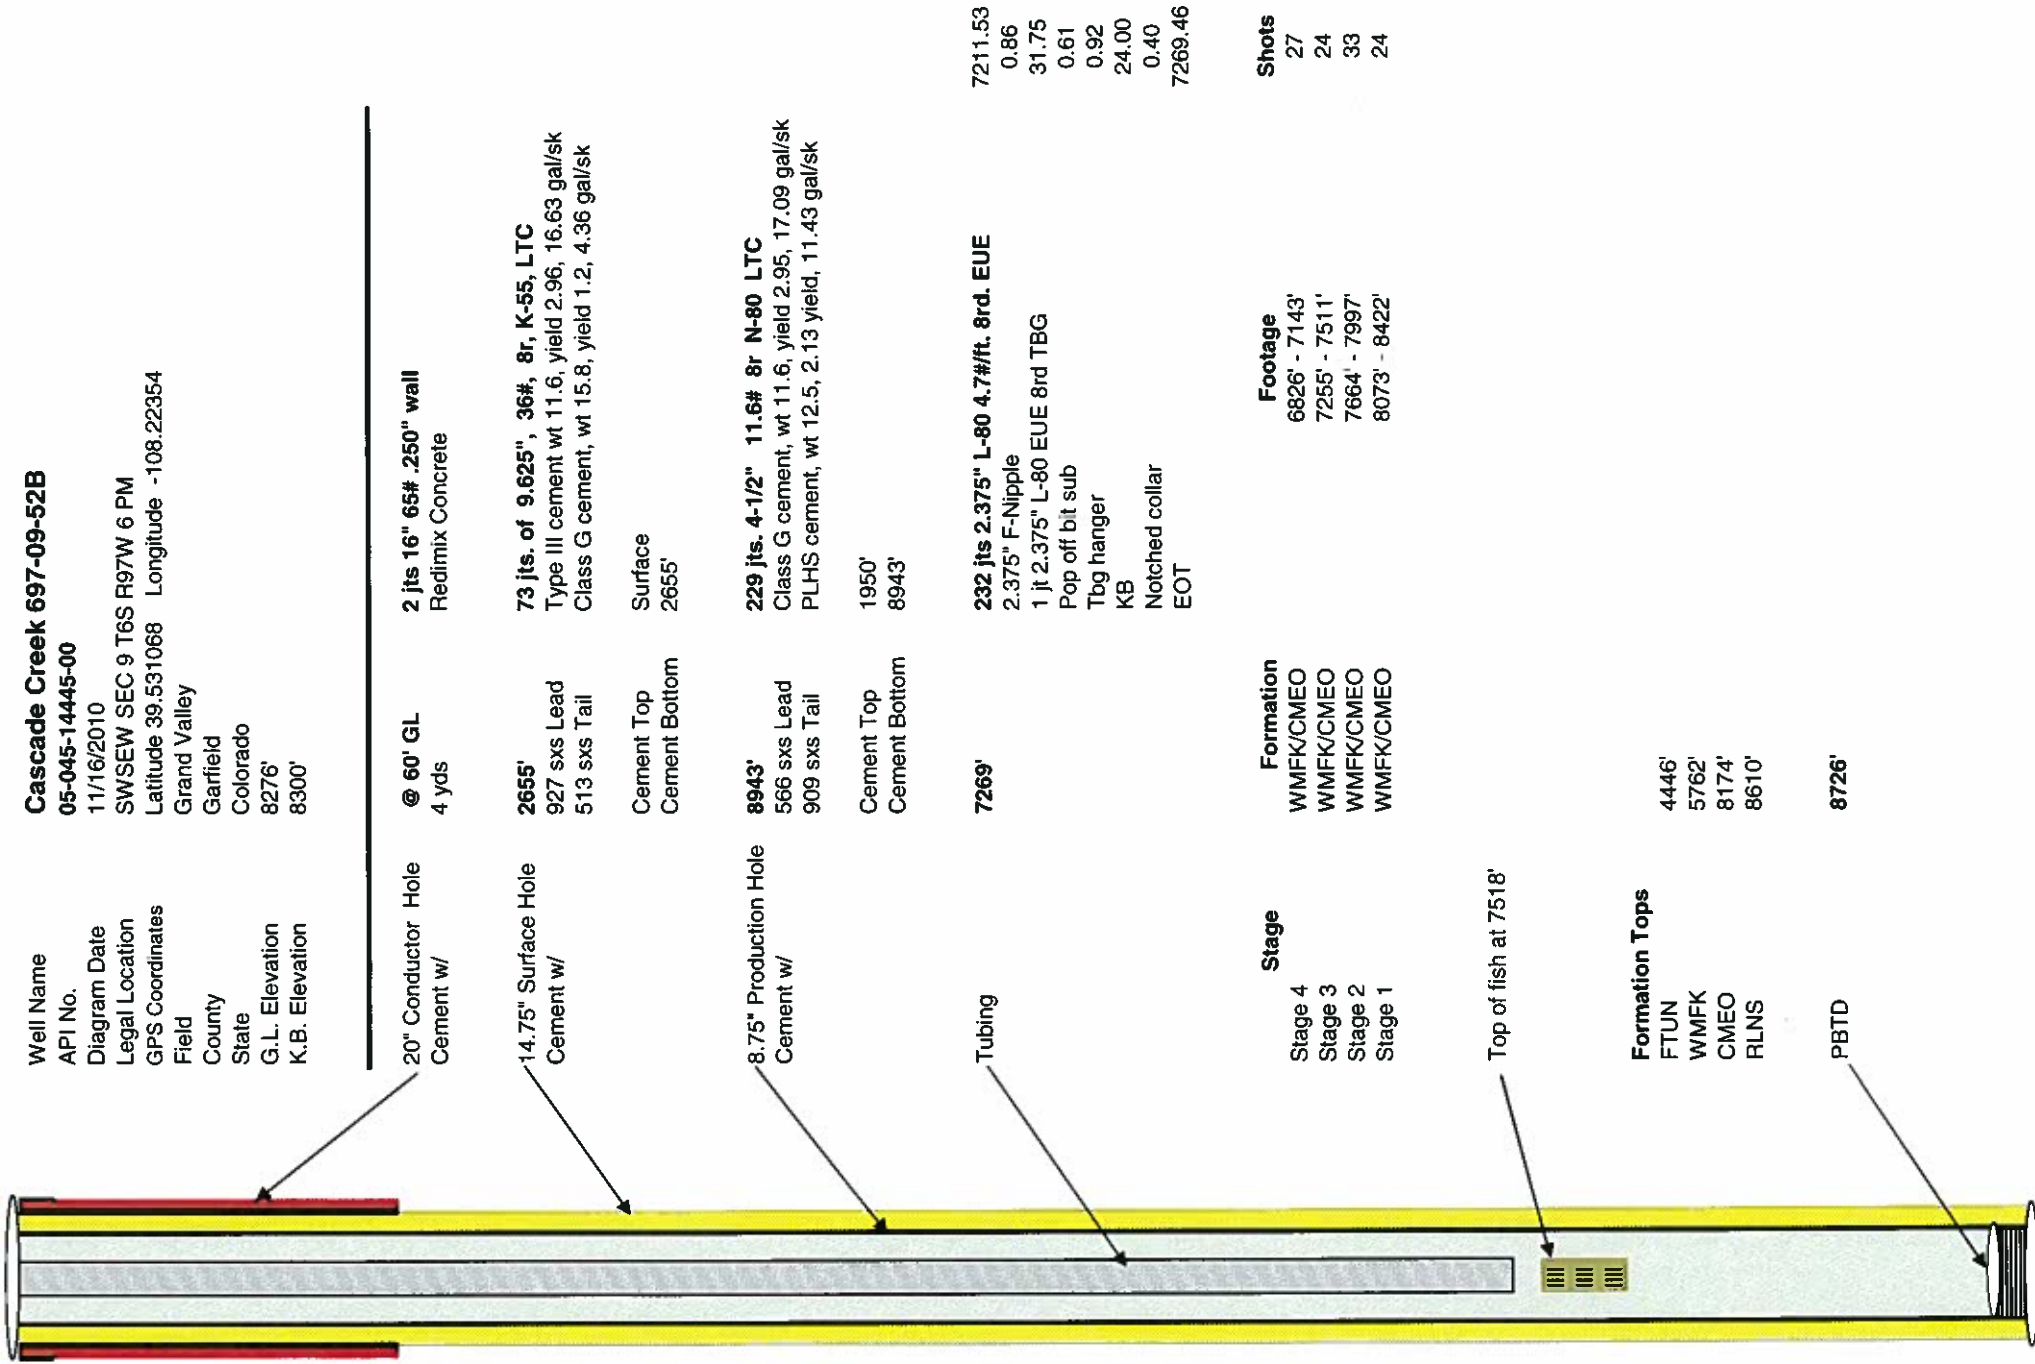 Well Name Cascade Creek 697-09-52B
API No. 05-045-14445-00
Diagram Date 11/16/2010
Legal Location SWSEW SEC 9 T6S R97W 6 PM
GPS Coordinates Latitude 39.531068 Longitude -108.22354
Field Grand Valley
County Garfield
State Colorado
G.L. Elevation 8276'
K.B. Elevation 8300'
20" Conductor Hole @ 60' GL 2 jts 16" 65# .250" wall
Cement w/ 4 yds Redimix Concrete
14.75" Surface Hole 2655' 73 jts. of 9.625", 36#, 8r, K-55, LTC
Cement w/ 927 sxs Lead Type III cement wt 11.6, yield 2.96, 16.63 gal/sk
513 sxs Tail Class G cement, wt 15.8, yield 1.2, 4.36 gal/sk
Cement Top Surface
Cement Bottom 2655'
8.75" Production Hole 8943' 229 jts. 4-1/2" 11.6# 8r N-80 LTC
Cement w/ 566 sxs Lead Class G cement, wt 11.6, yield 2.95, 17.09 gal/sk
909 sxs Tail PLHS cement, wt 12.5, 2.13 yield, 11.43 gal/sk
Cement Top 1950'
Cement Bottom 8943'
Tubing 7269' 232 jts 2.375" L-80 4.7#/ft. 8rd. EUE 7211.53
2.375" F-Nipple 0.86
1 jt 2.375" L-80 EUE 8rd TBG 31.75
Pop off bit sub 0.61
Tbg hanger 0.92
KB 24.00
Notched collar 0.40
EOT 7269.46
Stage Formation Footage Shots
Stage 4 WMFK/CMEO 6826' - 7143' 27
Stage 3 WMFK/CMEO 7255' - 7511' 24
Stage 2 WMFK/CMEO 7664' - 7997' 33
Stage 1 WMFK/CMEO 8073' - 8422' 24
Top of fish at 7518'
Formation Tops
FTUN 4446'
WMFK 5762'
CMEO 8174'
RLNS 8610'
PBTD 8726'